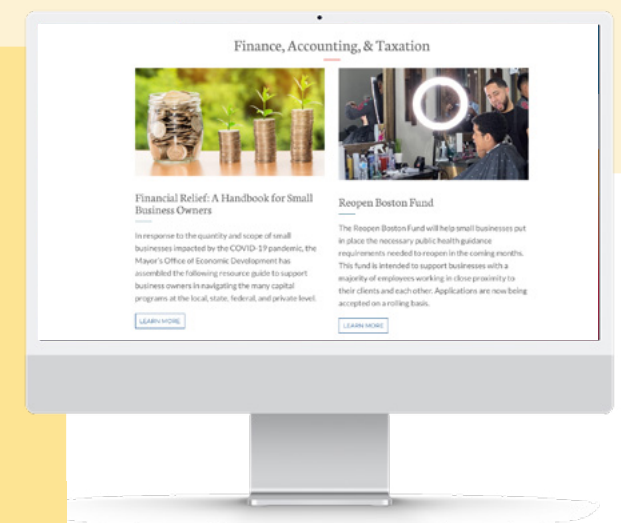 Finance, Accounting, & Taxation
Financial Relief: A Handbook for Small
Business Owners
In response to the quantity and scope of small
businesses impacted by the COVID-19 pandemic, the
Mayor's Office of Economic Development has
assembled the following resource guide to support
business owners in navigating the many capital
programs at the local, state, federal, and private level.
LEARN MORE
Reopen Boston Fund
The Reopen Boston Fund will help small businesses put
in place the necessary public health guidance
requirements needed to reopen in the coming months.
This fund is intended to support businesses with a
majority of employees working in close proximity to
their clients and each other. Applications are now being
accepted on a rolling basis.
LEARN MORE